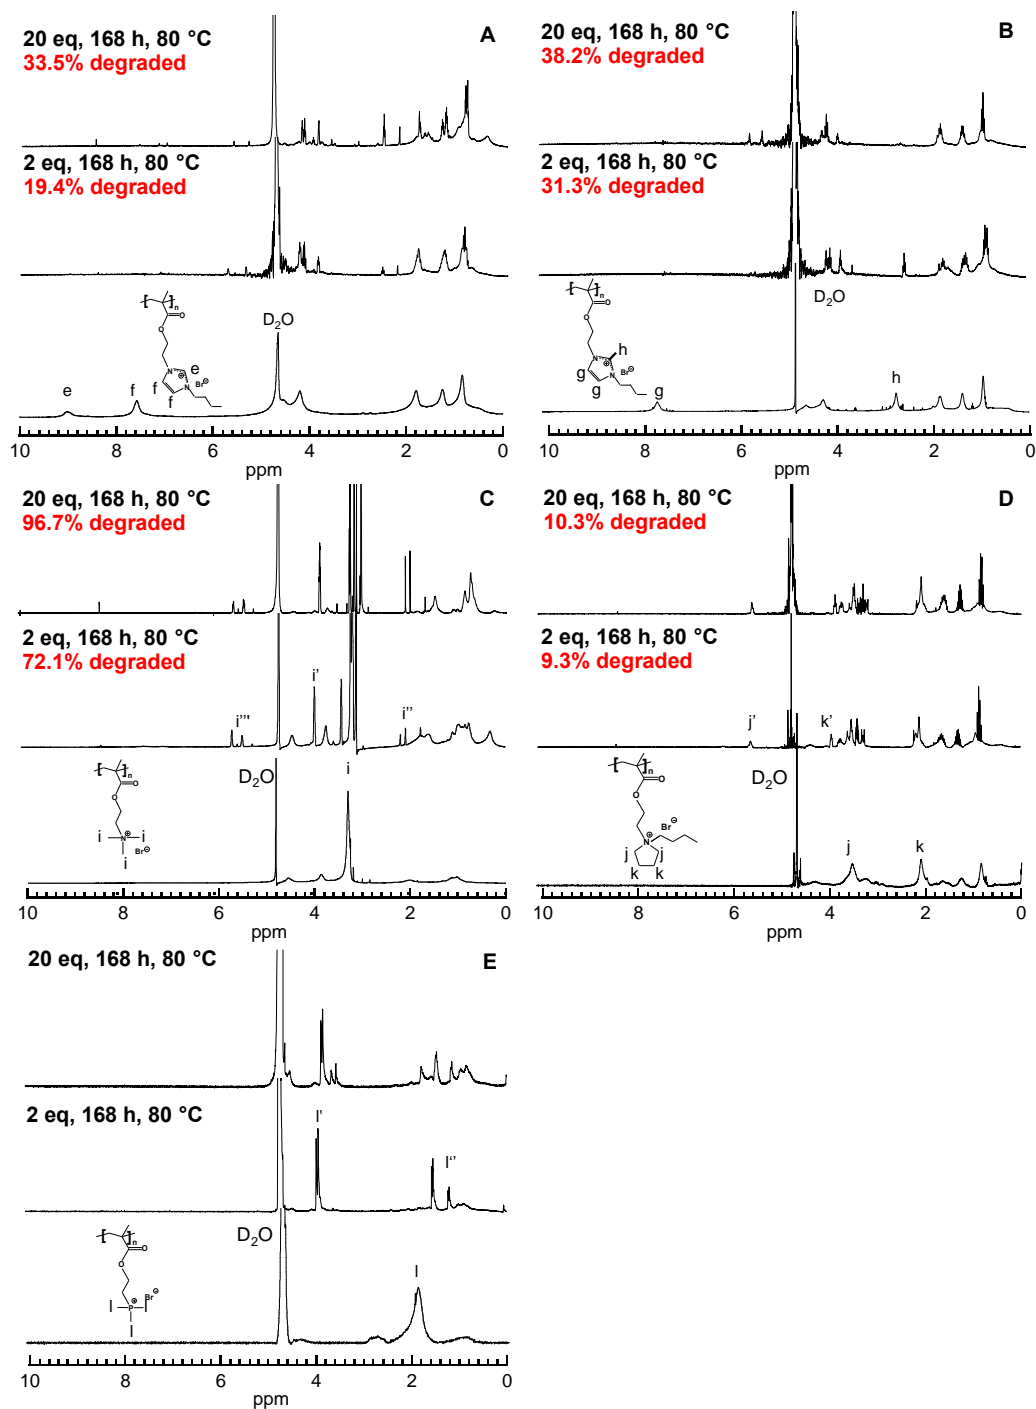 20 eq, 168 h, 80 °C
A
33.5% degraded
2 eq, 168 h, 80 °C
19.4% degraded
[ ]n
O
O
N
e
⊕
N
Br⊖
f
f
D2O
e
f
10 8 6 4 2 0
ppm
20 eq, 168 h, 80 °C
B
38.2% degraded
2 eq, 168 h, 80 °C
31.3% degraded
[ ]n
O
O
N
h
⊕
N
Br⊖
g
g
D2O
g
h
10 8 6 4 2 0
ppm
20 eq, 168 h, 80 °C
C
96.7% degraded
2 eq, 168 h, 80 °C
72.1% degraded
i'''
i'
i''
[ ]n
O
O
⊕
i N i
i
Br⊖
D2O
i
10 8 6 4 2 0
ppm
20 eq, 168 h, 80 °C
D
10.3% degraded
2 eq, 168 h, 80 °C
9.3% degraded
j'
k'
[ ]n
O
O
Br⊖
⊕
N
j j
k k
D2O
j
k
10 8 6 4 2 0
ppm
20 eq, 168 h, 80 °C
E
2 eq, 168 h, 80 °C
l'
l''
[ ]n
O
O
⊕
l P l
l
Br⊖
D2O
l
10 8 6 4 2 0
ppm